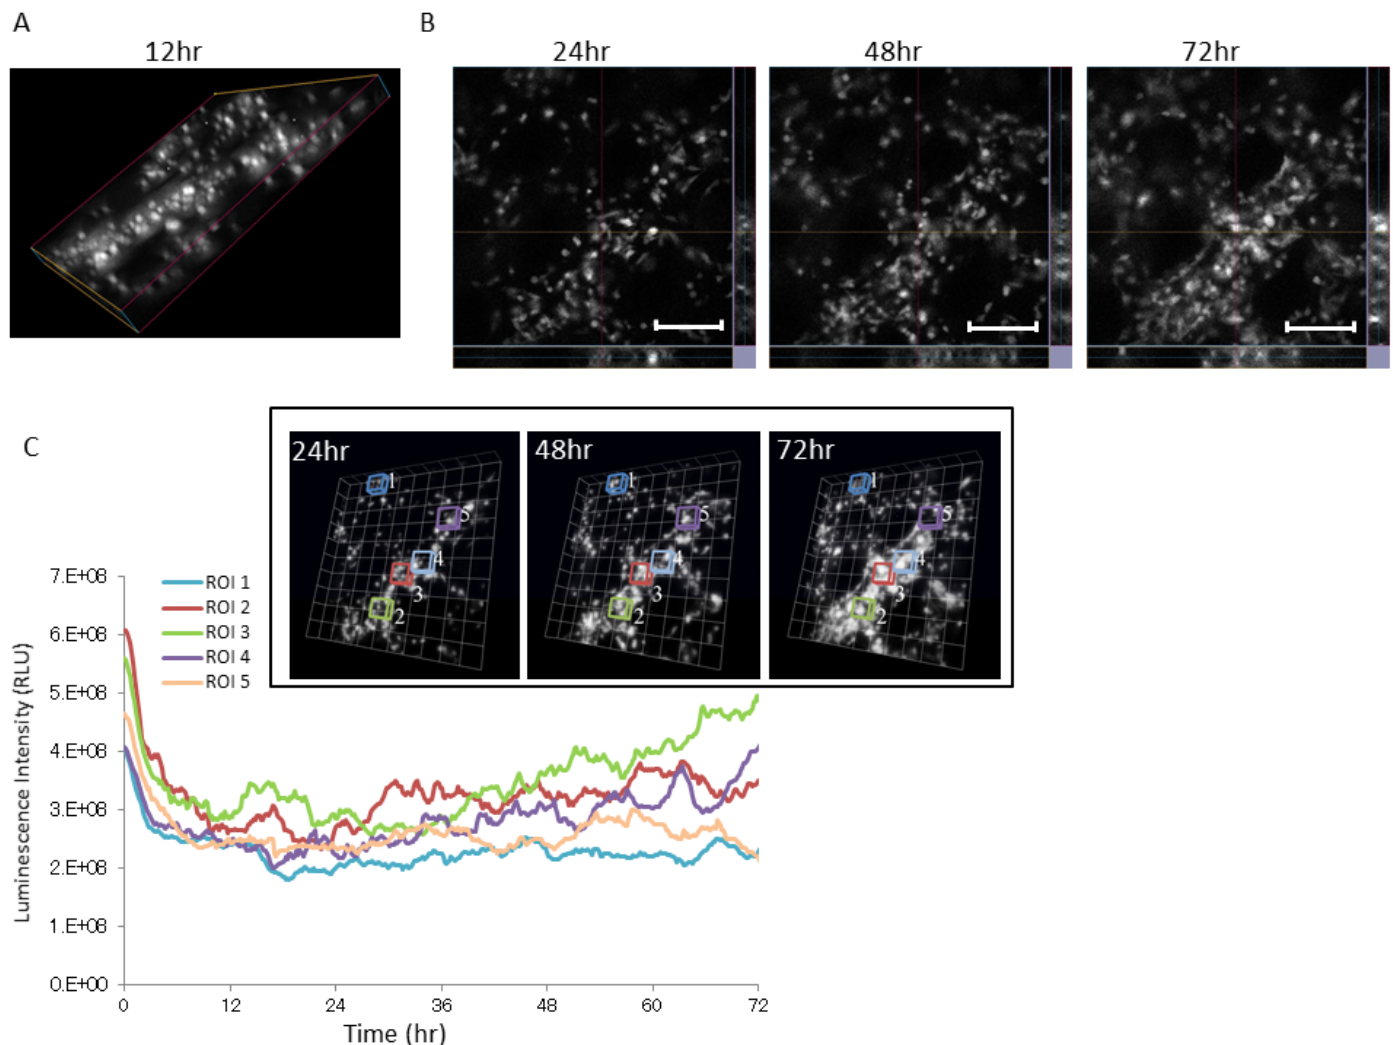 A
B
12hr
24hr
48hr
72hr
C
24hr
48hr
72hr
1
5
4
3
2
1
5
4
3
2
1
5
4
3
2
ROI 1
ROI 2
ROI 3
ROI 4
ROI 5
Luminescence Intensity (RLU)
7.E+08
6.E+08
5.E+08
4.E+08
3.E+08
2.E+08
1.E+08
0.E+00
0 12 24 36 48 60 72
Time (hr)